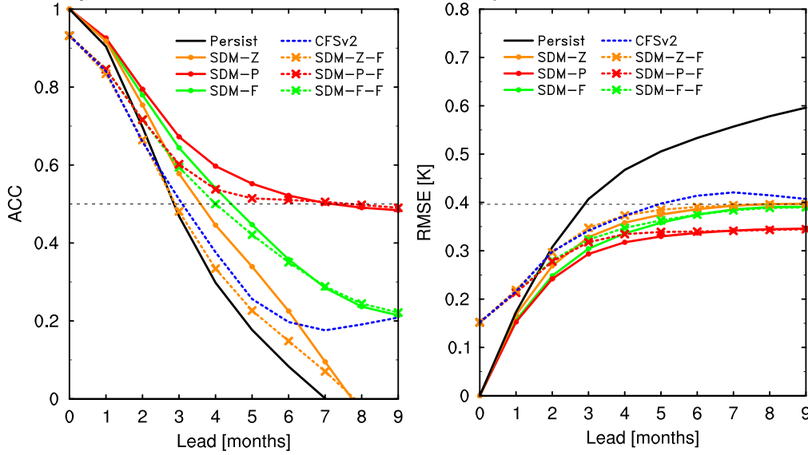 1
0.8
0.6
0.4
0.2
0
ACC
Persist
SDM-Z
SDM-P
SDM-F
CFSv2
SDM-Z-F
SDM-P-F
SDM-F-F
0 1 2 3 4 5 6 7 8 9
Lead [months]
0.8
0.7
0.6
0.5
0.4
0.3
0.2
0.1
0
RMSE [K]
Persist
SDM-Z
SDM-P
SDM-F
CFSv2
SDM-Z-F
SDM-P-F
SDM-F-F
0 1 2 3 4 5 6 7 8 9
Lead [months]